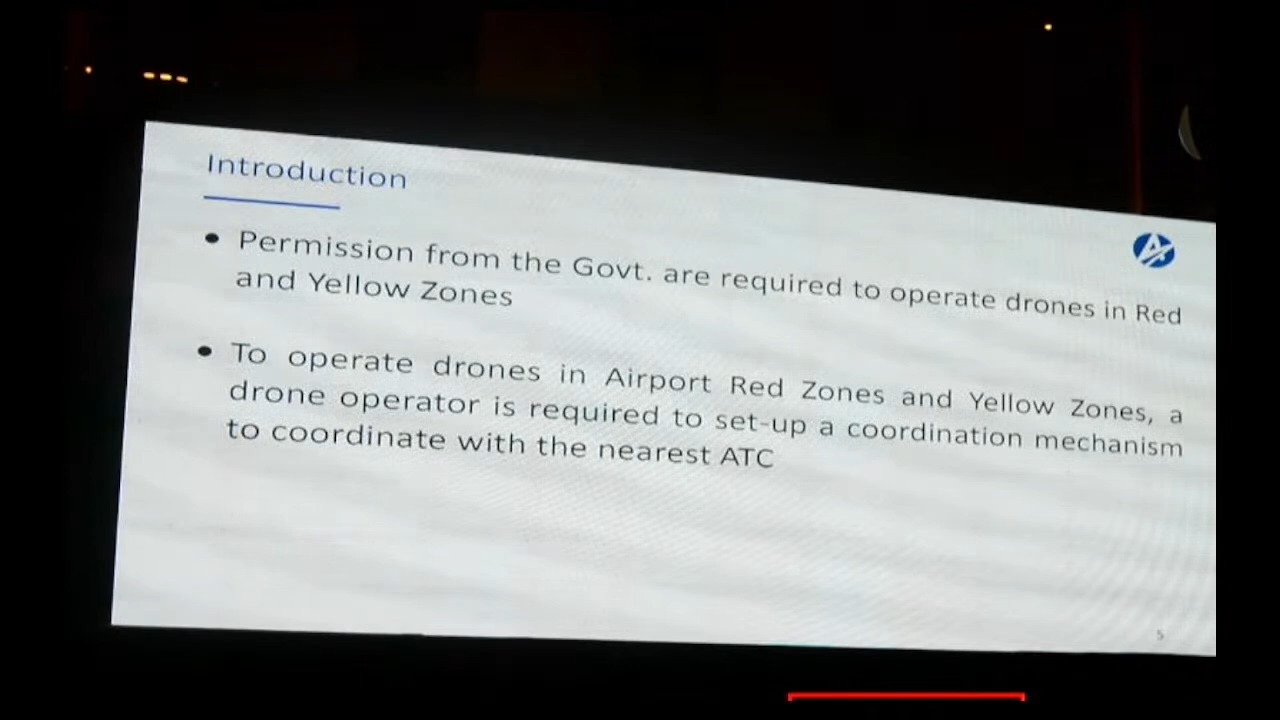 Introduction
• Permission from the Govt. are required to operate drones in Red
and Yellow Zones
• To operate drones in Airport Red Zones and Yellow Zones, a
drone operator is required to set-up a coordination mechanism
to coordinate with the nearest ATC
5